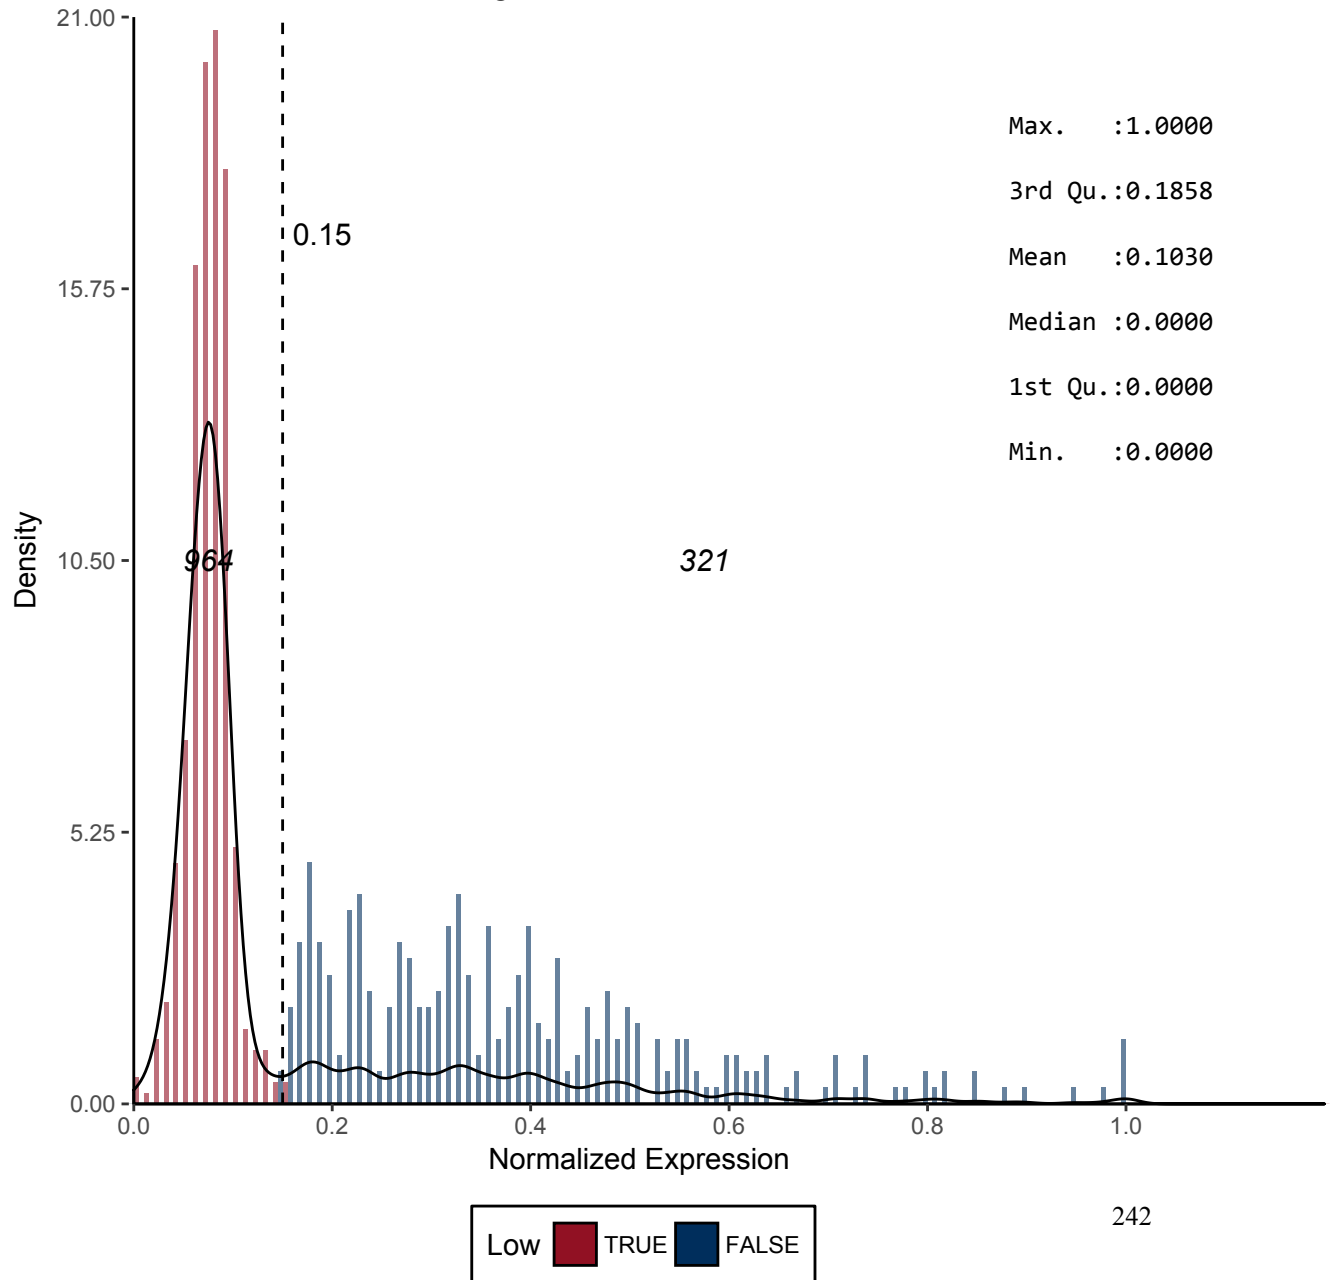 21.00
15.75
10.50
5.25
0.00
Density
0.15
964
321
Max.   :1.0000
3rd Qu.:0.1858
Mean   :0.1030
Median :0.0000
1st Qu.:0.0000
Min.   :0.0000
0.0 0.2 0.4 0.6 0.8 1.0
Normalized Expression
242
Low TRUE FALSE